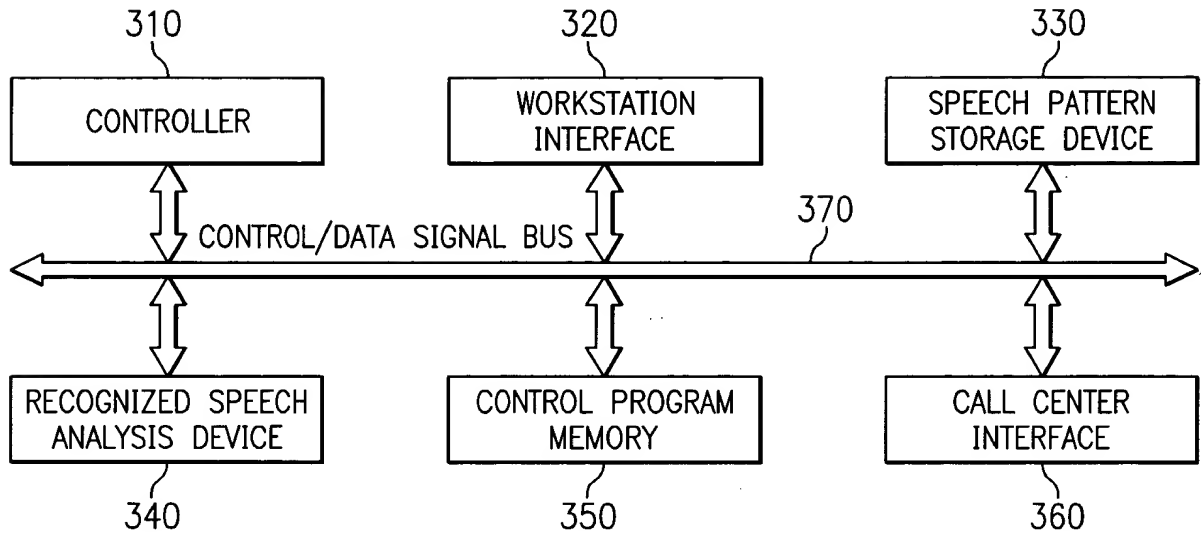 310
320
330
CONTROLLER
WORKSTATION
INTERFACE
SPEECH PATTERN
STORAGE DEVICE
370
CONTROL/DATA SIGNAL BUS
RECOGNIZED SPEECH
ANALYSIS DEVICE
CONTROL PROGRAM
MEMORY
CALL CENTER
INTERFACE
340
350
360